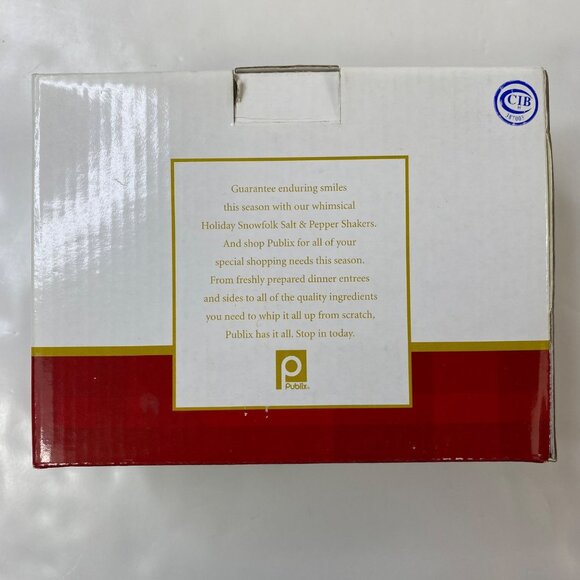 CIB
Guarantee enduring smiles
this season with our whimsical
Holiday Snowfolk Salt & Pepper Shakers.
And shop Publix for all of your
special shopping needs this season.
From freshly prepared dinner entrees
and sides to all of the quality ingredients
you need to whip it all up from scratch,
Publix has it all. Stop in today.
Publix